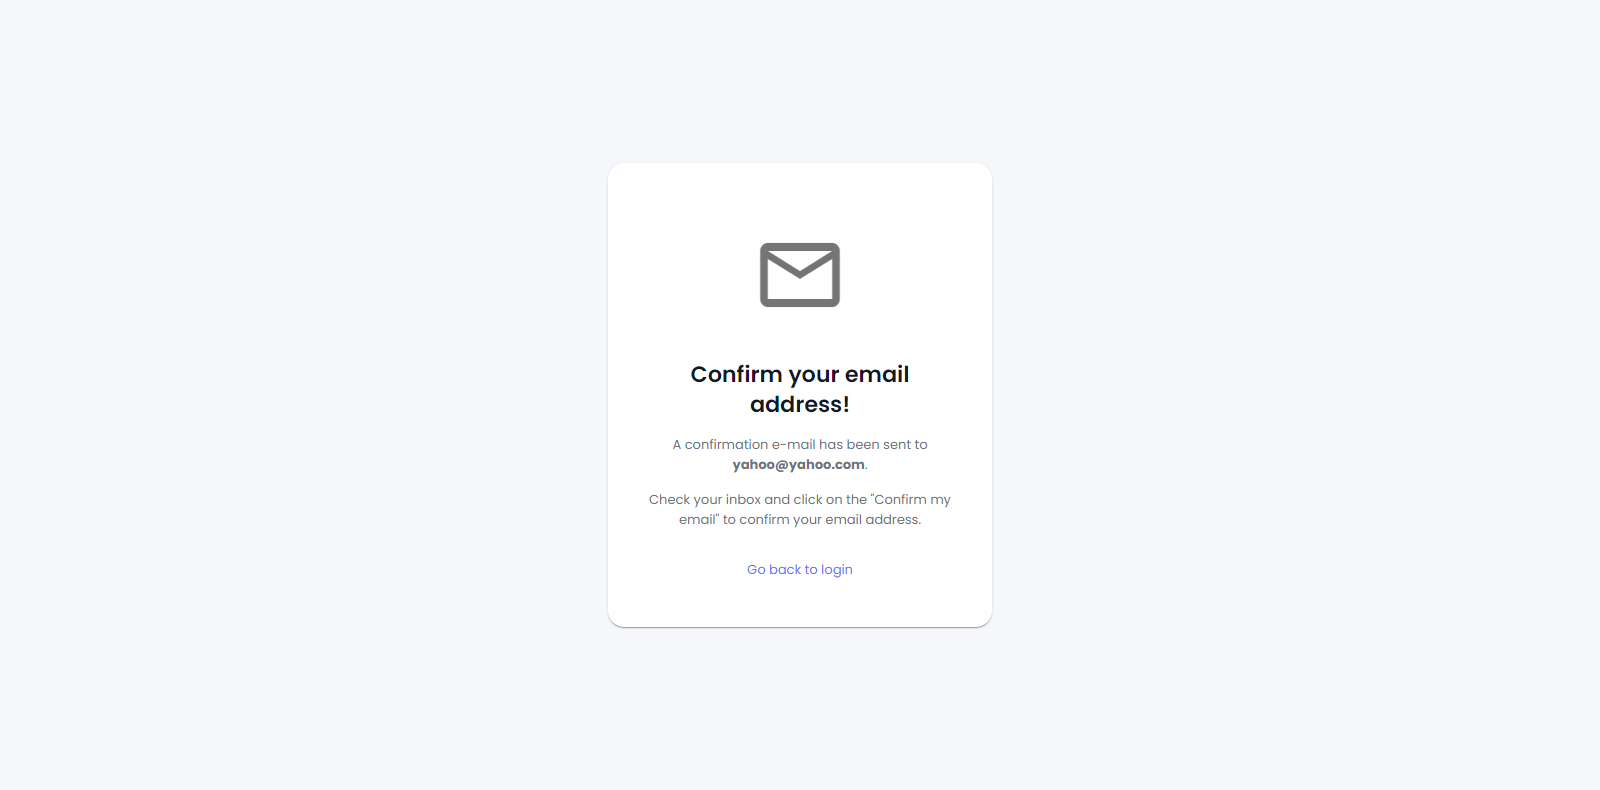 Confirm your email
address!
A confirmation e-mail has been sent to
yahoo@yahoo.com.
Check your inbox and click on the "Confirm my
email" to confirm your email address.
Go back to login